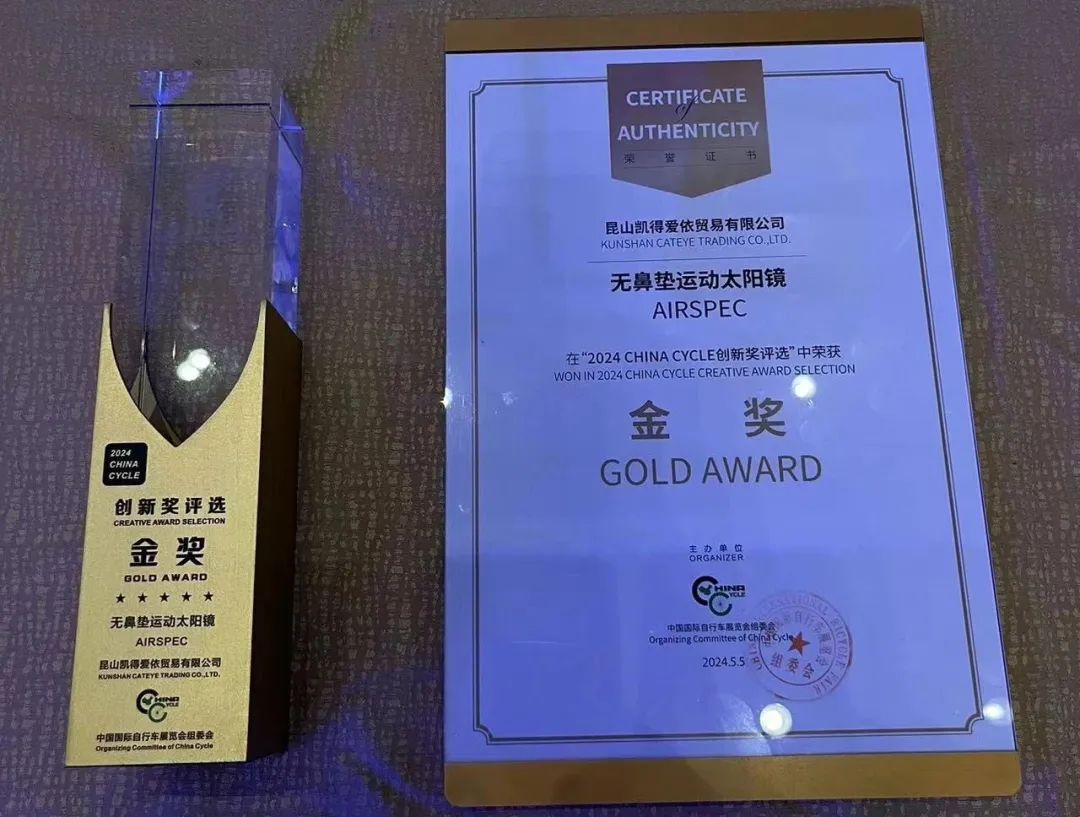 2024
CHINA
CYCLE
创新奖评选
CREATIVE AWARD SELECTION
金奖
GOLD AWARD
★ ★ ★ ★ ★
无鼻垫运动太阳镜
AIRSPEC
昆山凯得爱依贸易有限公司
KUNSHAN CATEYE TRADING CO.,LTD.
CHINA
CYCLE
中国国际自行车展览会组委会
Organizing Committee of China Cycle
CERTIFICATE
of
AUTHENTICITY
荣誉证书
昆山凯得爱依贸易有限公司
KUNSHAN CATEYE TRADING CO.,LTD.
无鼻垫运动太阳镜
AIRSPEC
在“2024 CHINA CYCLE创新奖评选”中荣获
WON IN 2024 CHINA CYCLE CREATIVE AWARD SELECTION
金 奖
GOLD AWARD
主办单位
ORGANIZER
CHINA
CYCLE
中国国际自行车展览会组委会
Organizing Committee of China Cycle
2024.5.5
组委会